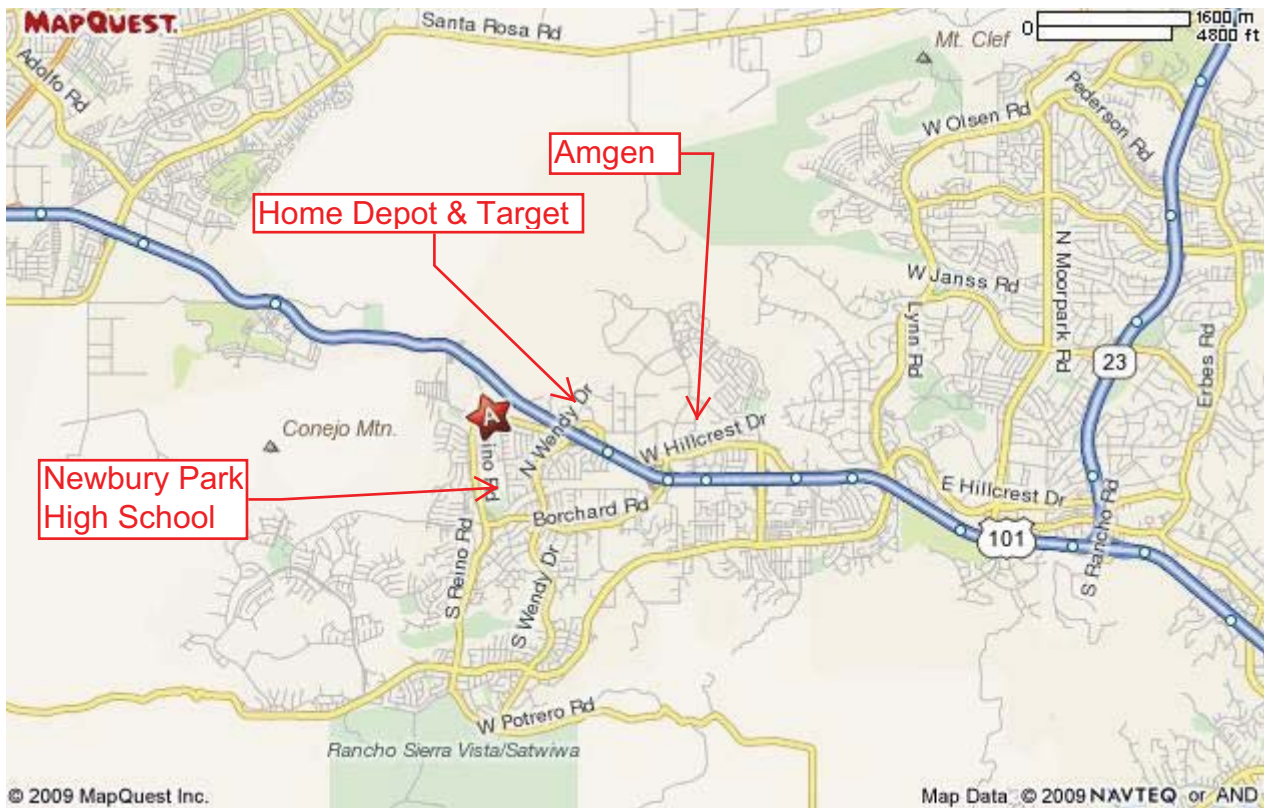 MAPQUEST.
Santa Rosa Rd
Mt. Clef
0
1600 m
4800 ft
Adolfo Rd
Pederson Rd
W Olsen Rd
Amgen
Home Depot & Target
N Moorpark Rd
W Janss Rd
Lynn Rd
23
Erbes Rd
A
Conejo Mtn.
N Wendy Dr
W Hillcrest Dr
ino Rd
Newbury Park
High School
E Hillcrest Dr
Borchard Rd
101
S Rancho Rd
S Reino Rd
S Wendy Dr
W Potrero Rd
Rancho Sierra Vista/Satwiwa
© 2009 MapQuest Inc.
Map Data © 2009 NAVTEQ or AND